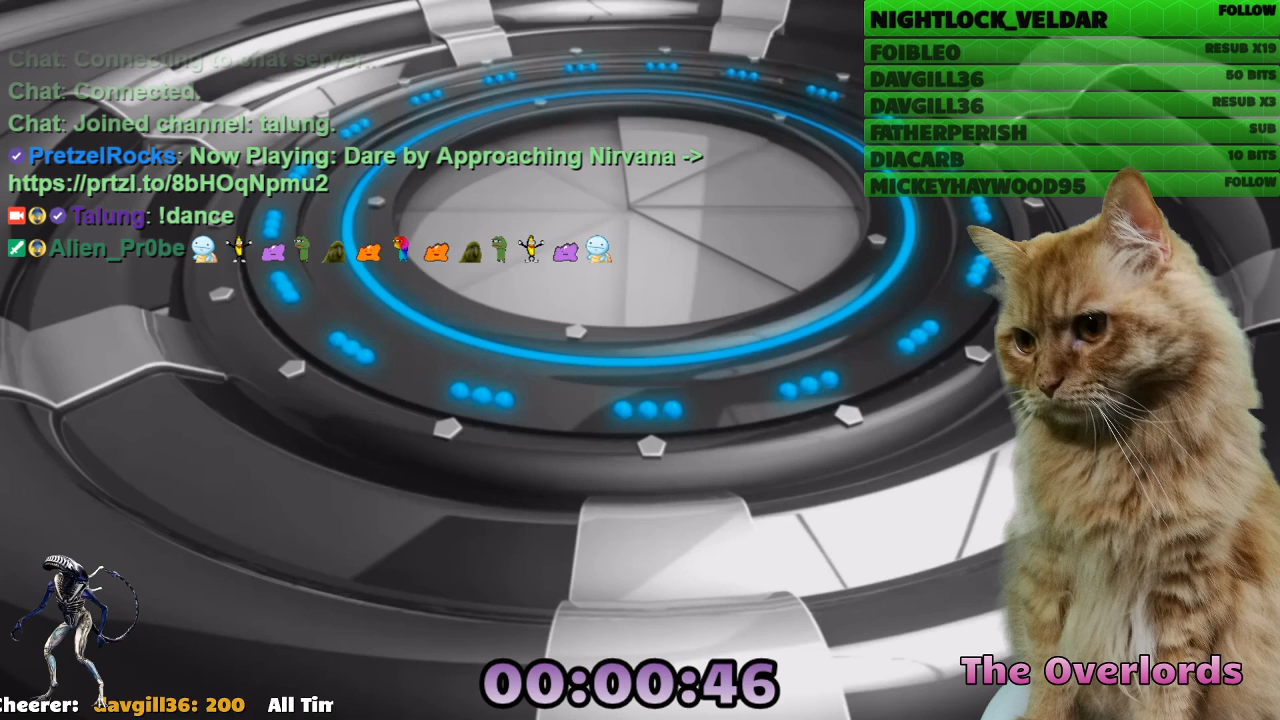 Chat: Connecting to chat server...
Chat: Connected.
Chat: Joined channel: talung.
PretzelRocks: Now Playing: Dare by Approaching Nirvana ->
https://prtzl.to/8bHOqNpmu2
Talung: !dance
Alien_Pr0be
NIGHTLOCK_VELDAR FOLLOW
FOIBLEO RESUB X19
DAVGILL36 50 BITS
DAVGILL36 RESUB X3
FATHERPERISH SUB
DIACARB 10 BITS
MICKEYHAYWOOD95 FOLLOW
Cheerer: davgill36: 200 All Tim
00:00:46
The Overlords